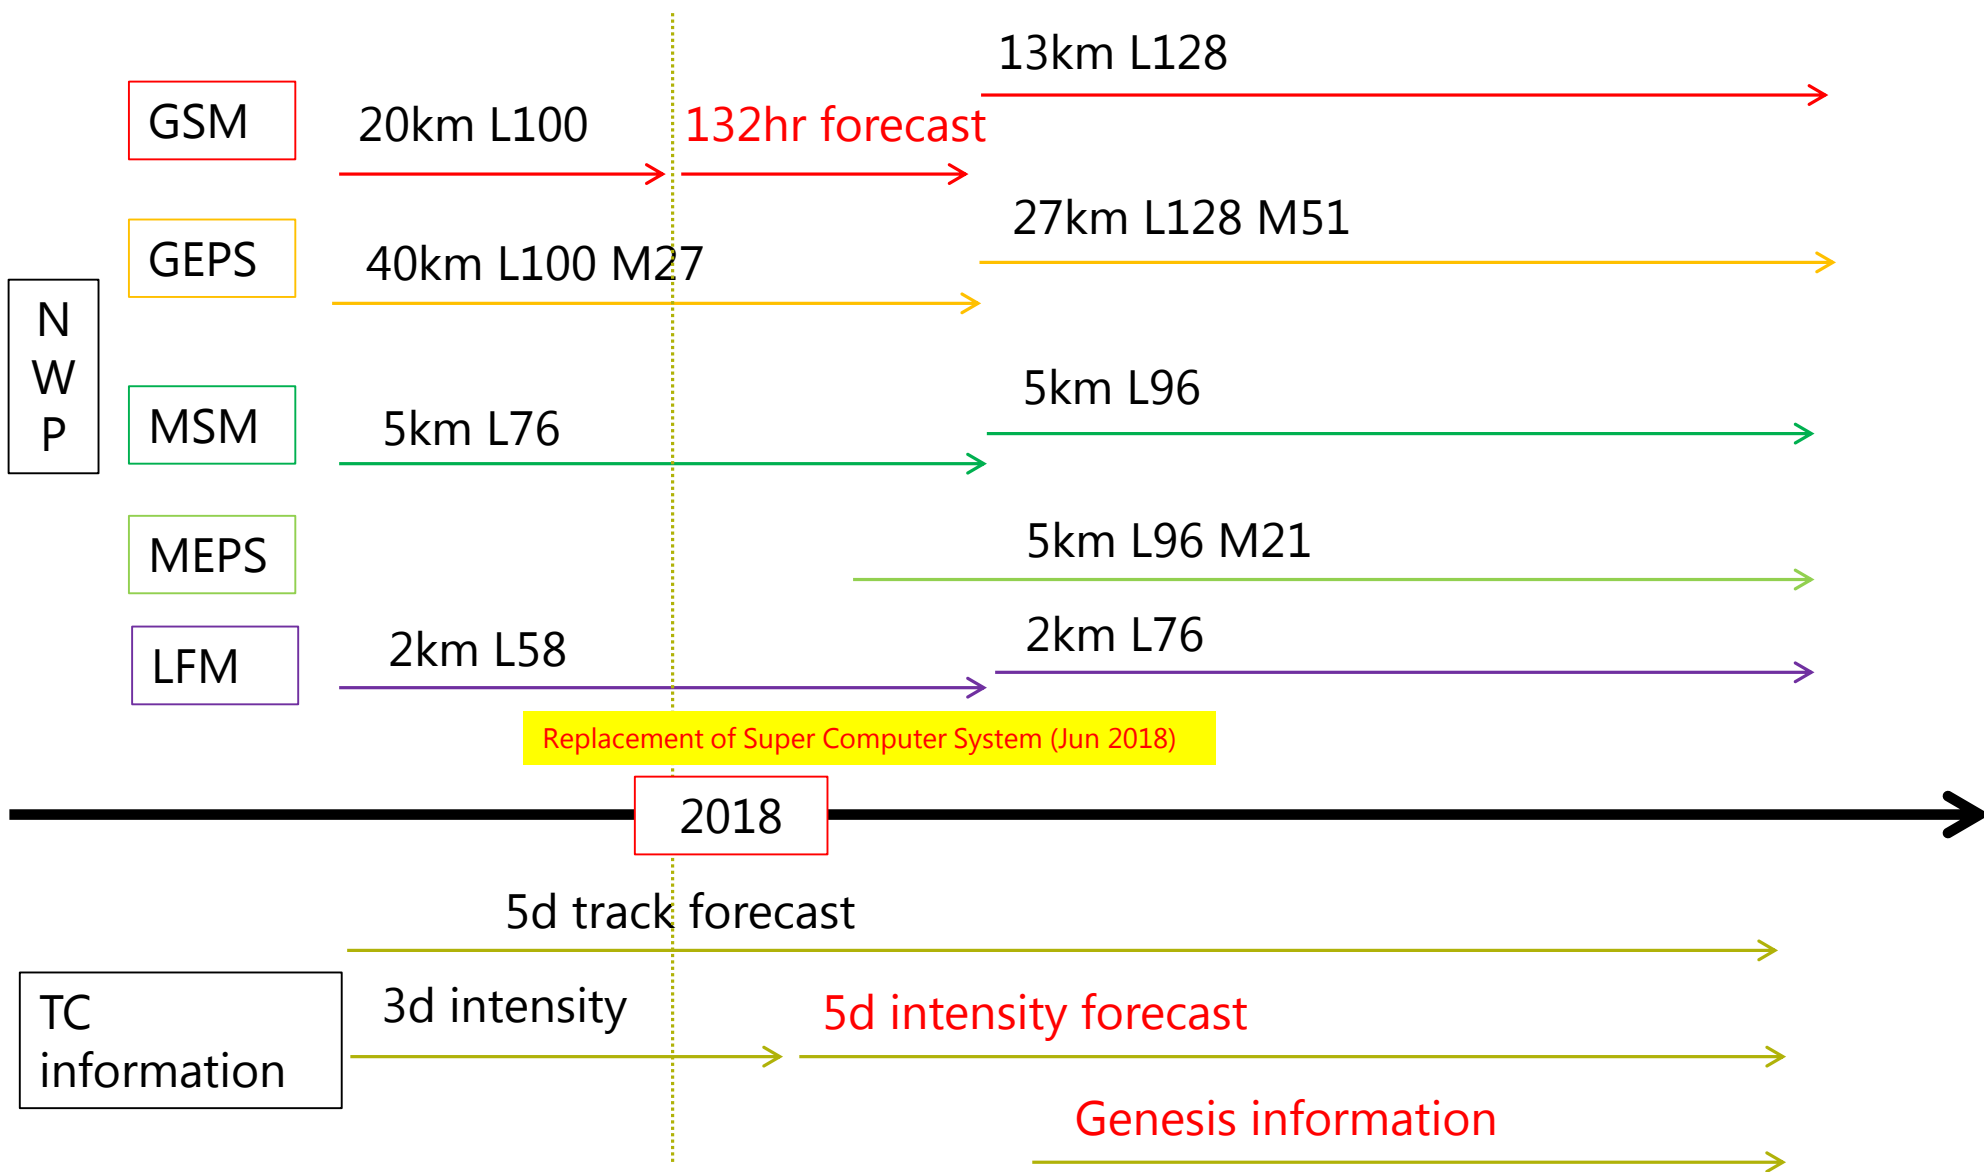 13km L128
GSM
20km L100
132hr forecast
27km L128 M51
GEPS
40km L100 M27
N
W
P
5km L96
MSM
5km L76
5km L96 M21
MEPS
2km L76
LFM
2km L58
Replacement of Super Computer System (Jun 2018)
2018
5d track forecast
TC
information
3d intensity
5d intensity forecast
Genesis information